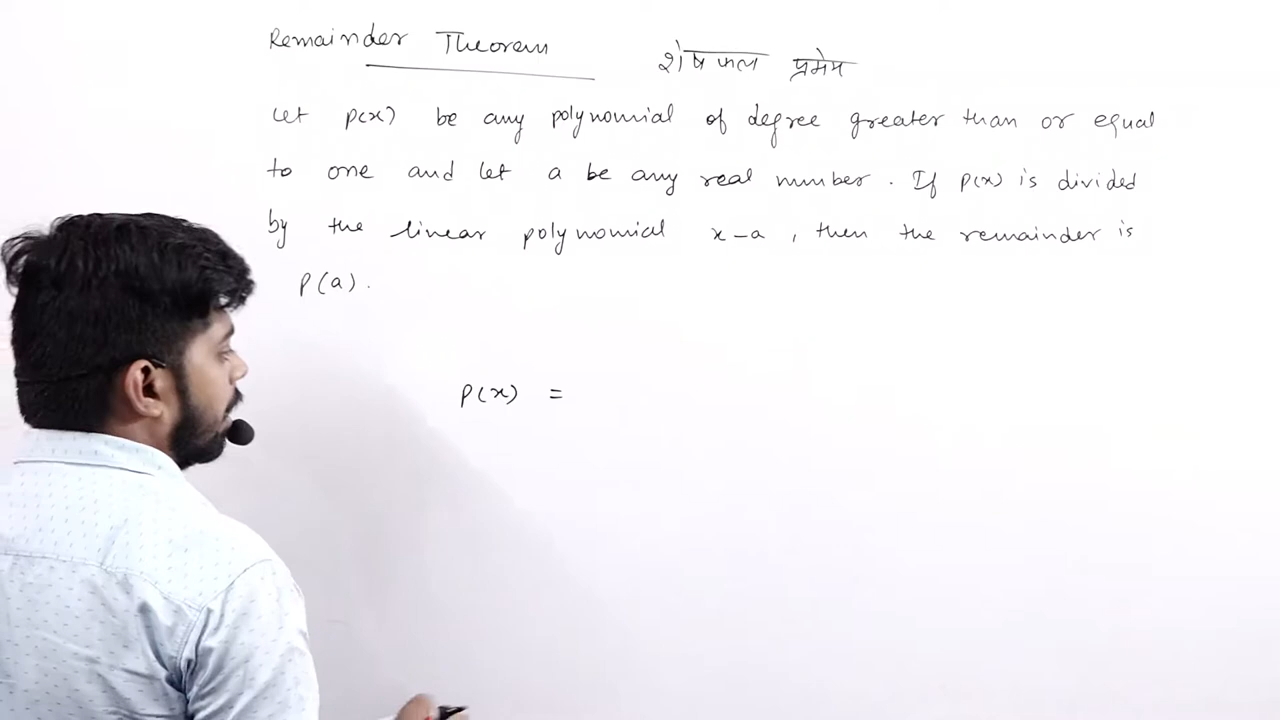 Remainder Theorem शेषफल प्रमेय
Let p(x) be any polynomial of degree greater than or equal
to one and let a be any real number. If p(x) is divided
by the linear polynomial x-a, then the remainder is
p(a).
p(x) =